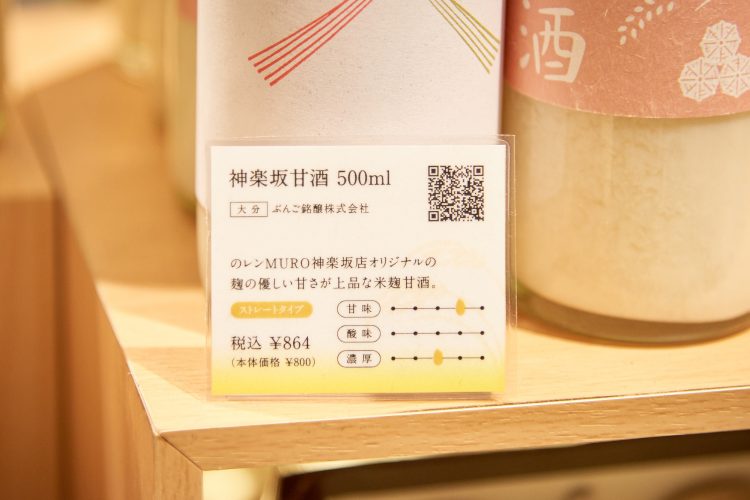 酒
神楽坂甘酒 500ml
大分 ぶんご銘醸株式会社
のレンMURO神楽坂店オリジナルの
麹の優しい甘さが上品な米麹甘酒。
ストレートタイプ
甘味
酸味
税込 ¥864
(本体価格 ¥800)
濃厚